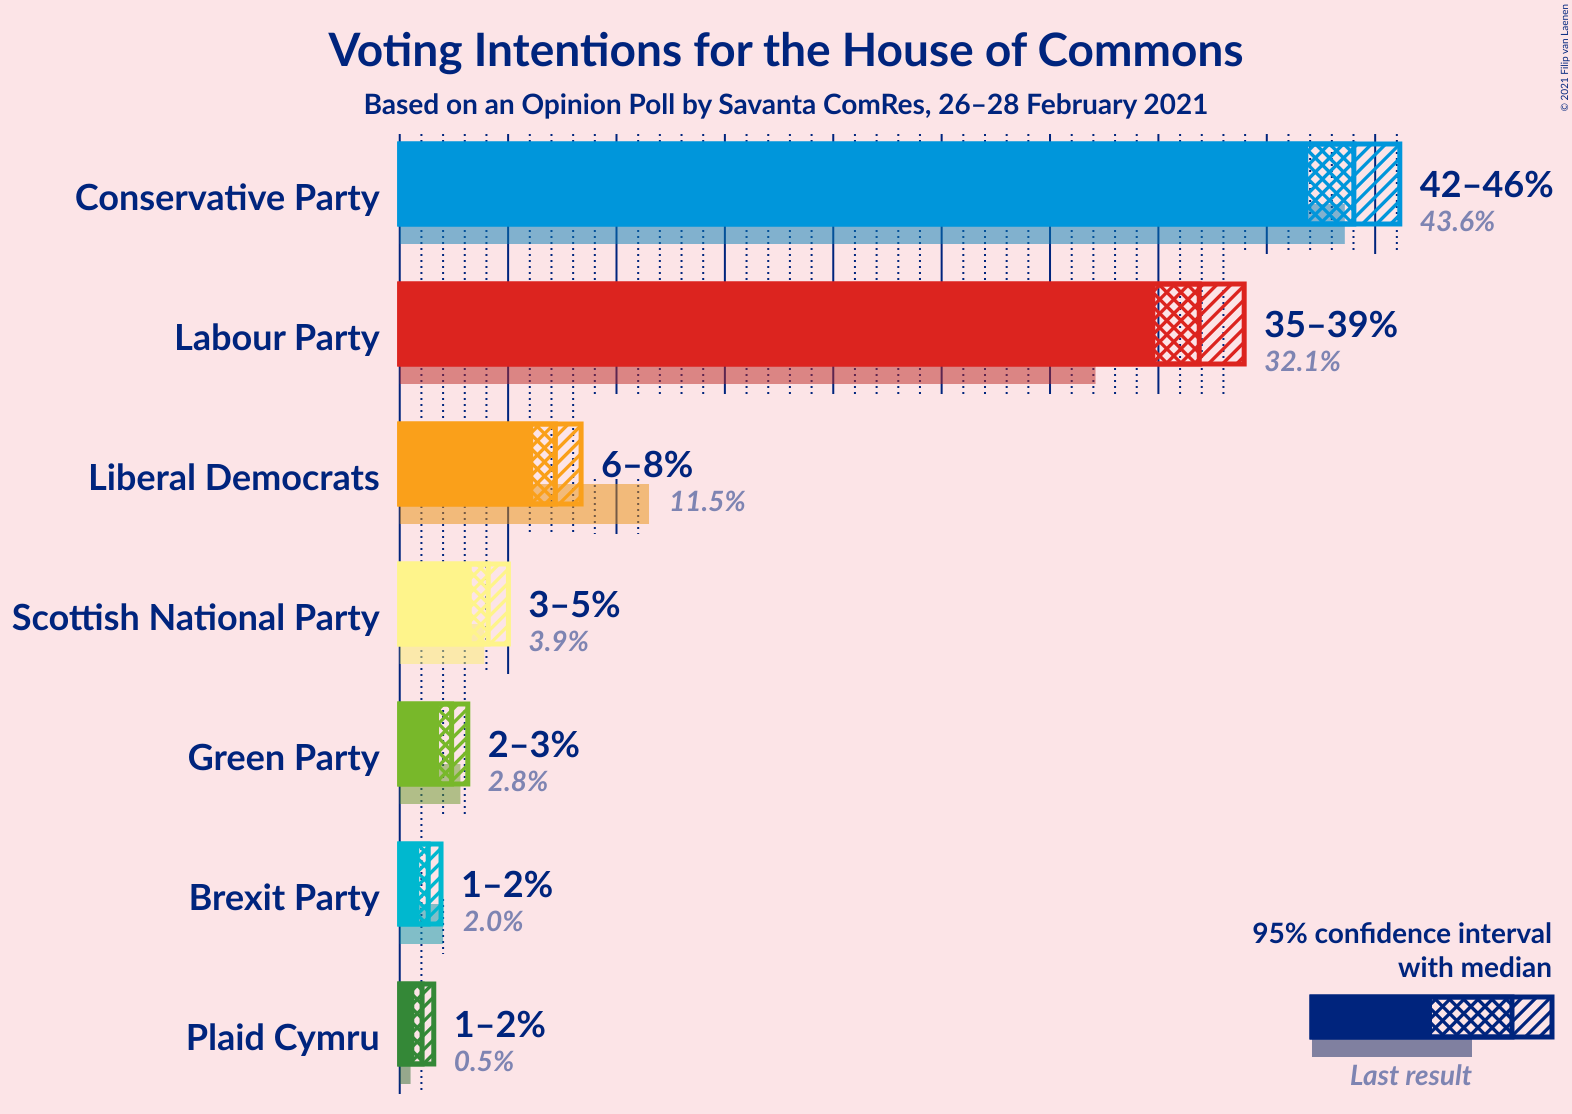 Voting Intentions for the House of Commons
Based on an Opinion Poll by Savanta ComRes, 26–28 February 2021
© 2021 Filip van Laenen
Conservative Party
42–46%
43.6%
Labour Party
35–39%
32.1%
Liberal Democrats
6–8%
11.5%
Scottish National Party
3–5%
3.9%
Green Party
2–3%
2.8%
Brexit Party
1–2%
2.0%
Plaid Cymru
1–2%
0.5%
95% confidence interval
with median
Last result